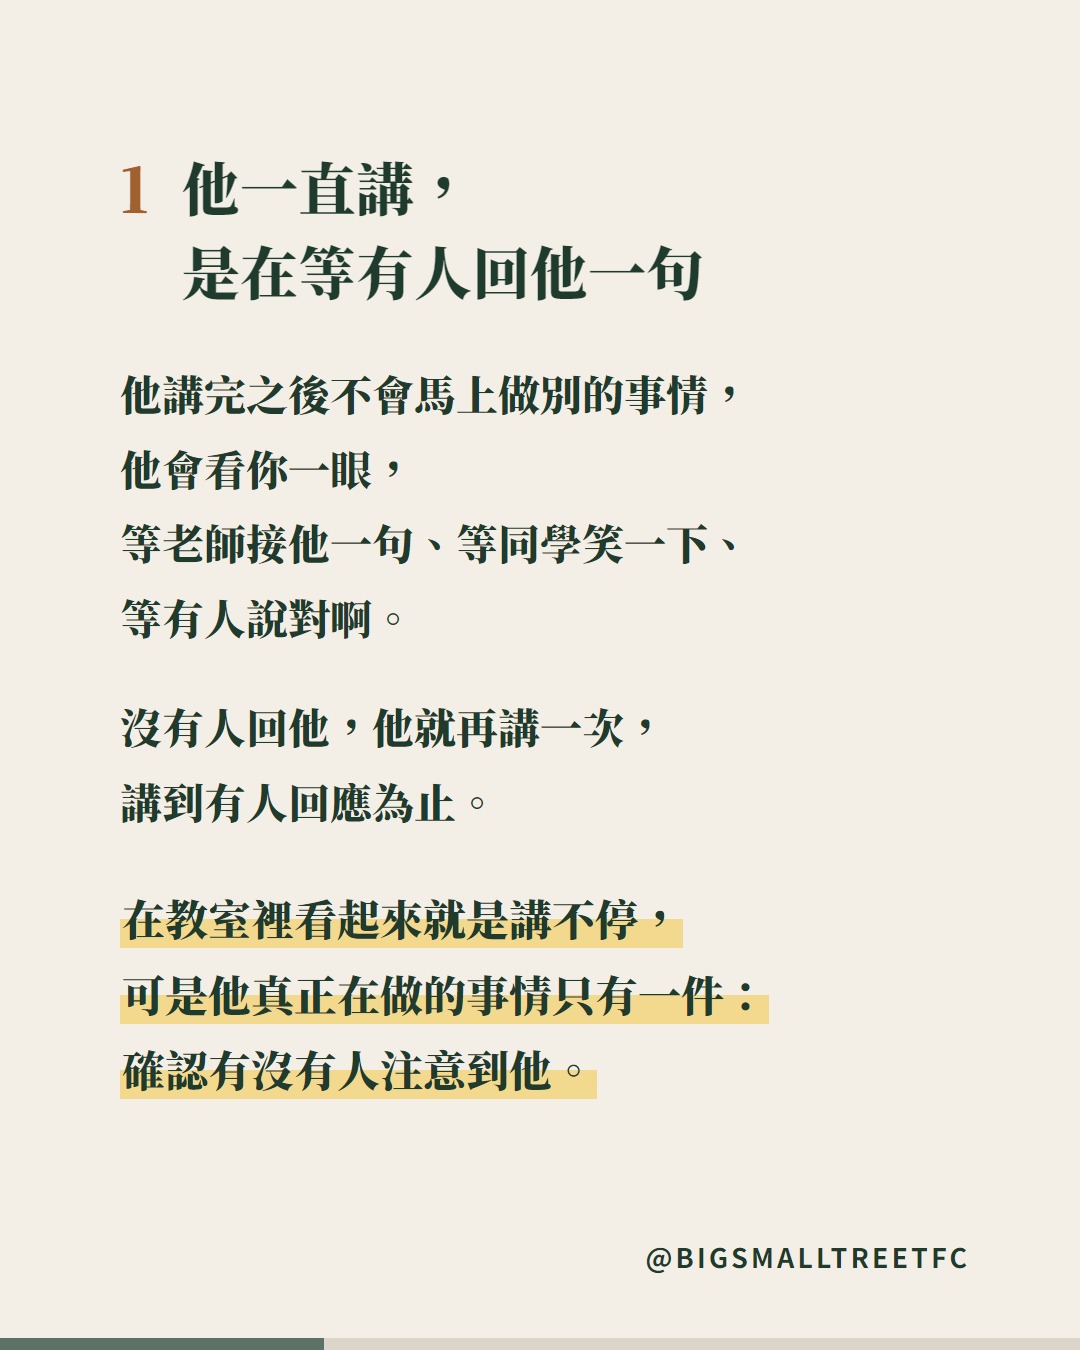 1 他一直講，
是在等有人回他一句
他講完之後不會馬上做別的事情，
他會看你一眼，
等老師接他一句、等同學笑一下、
等有人說對啊。
沒有人回他，他就再講一次，
講到有人回應為止。
在教室裡看起來就是講不停，
可是他真正在做的事情只有一件：
確認有沒有人注意到他。
@BIGSMALLTREETFC